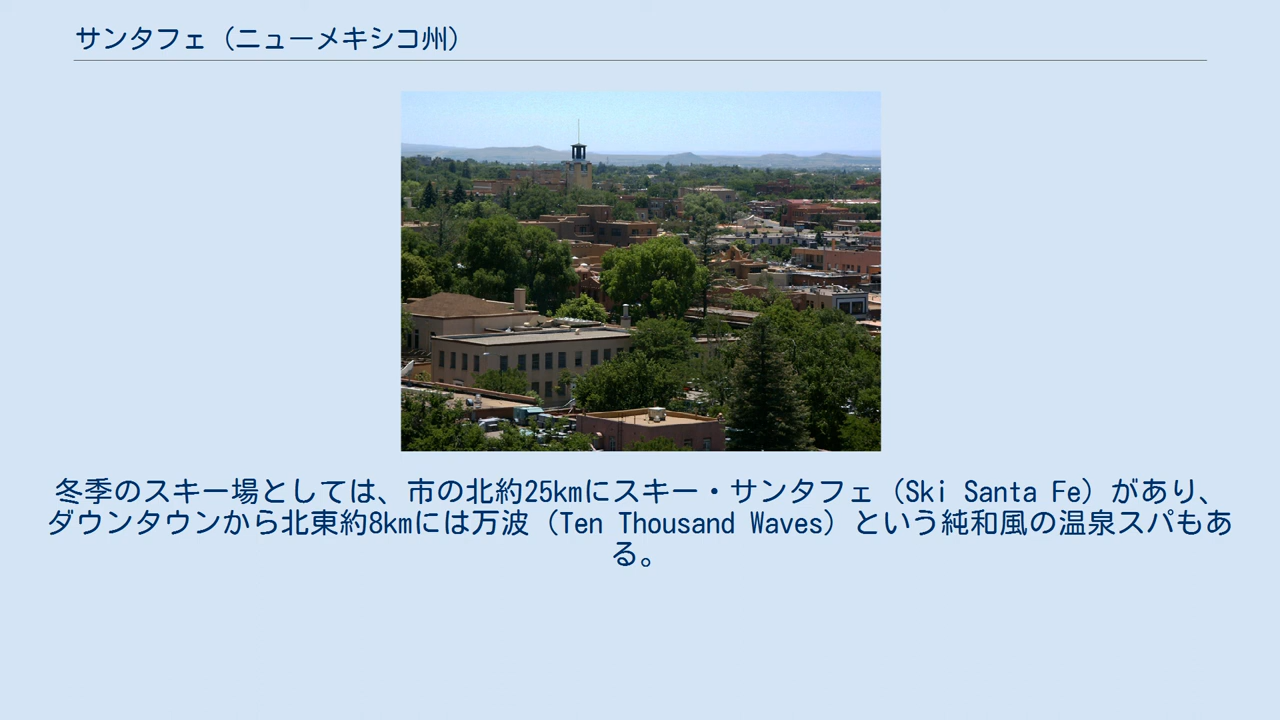 サンタフェ（ニューメキシコ州）
冬季のスキー場としては、市の北約25kmにスキー・サンタフェ（Ski Santa Fe）があり、
ダウンタウンから北東約8kmには万波（Ten Thousand Waves）という純和風の温泉スパもあ
る。